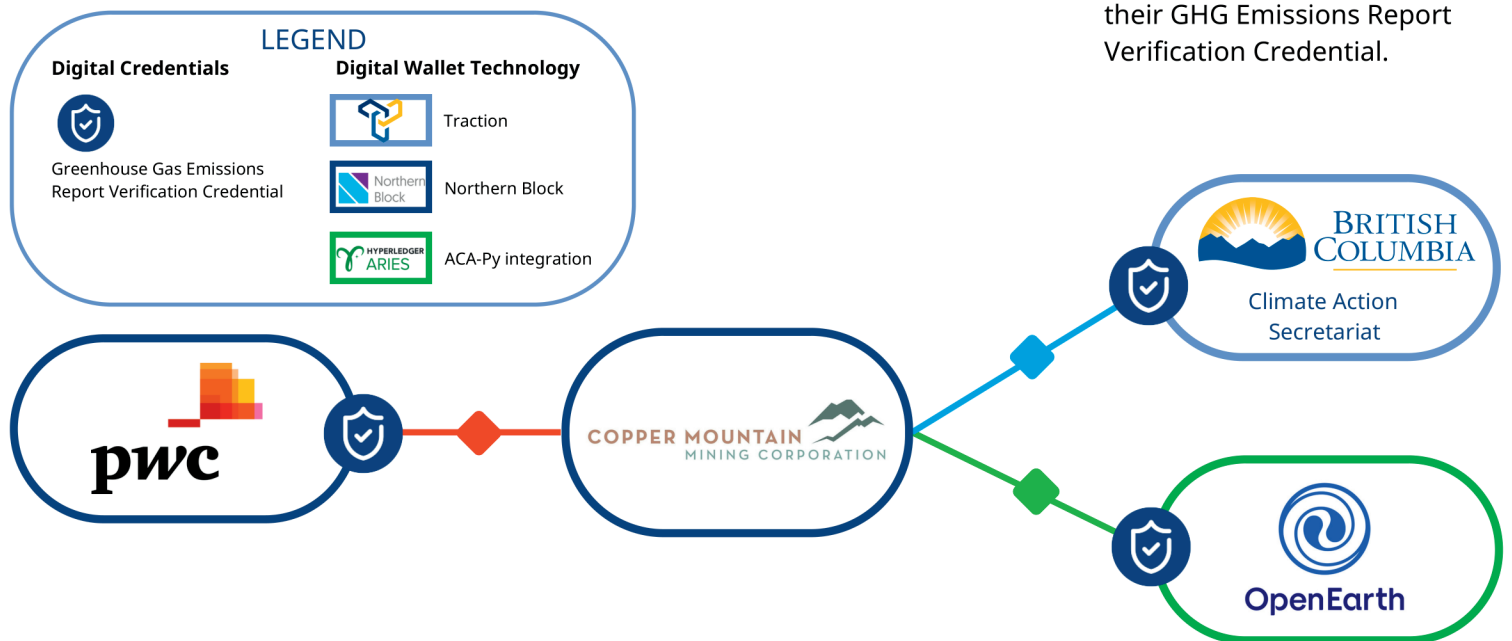 their GHG Emissions Report
Verification Credential.
LEGEND
Digital Credentials
Digital Wallet Technology
Traction
Greenhouse Gas Emissions
Report Verification Credential
Northern
Block
Northern Block
HYPERLEDGER
ARIES
ACA-Py integration
BRITISH
COLUMBIA
Climate Action
Secretariat
pwc
COPPER MOUNTAIN
MINING CORPORATION
OpenEarth